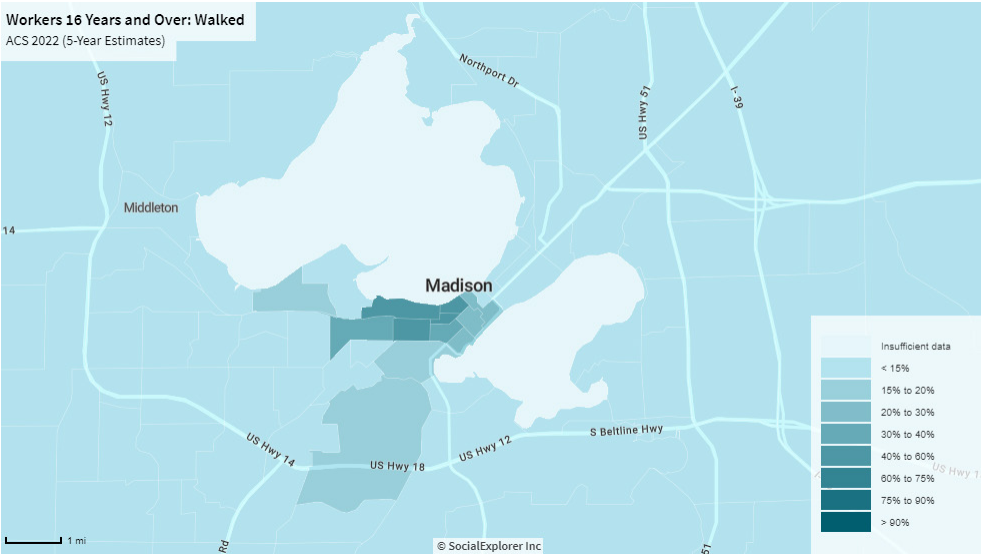 Workers 16 Years and Over: Walked
ACS 2022 (5-Year Estimates)
US Hwy 12
Northport Dr
US Hwy 51
I- 39
Middleton
14
Madison
Insufficient data
< 15%
15% to 20%
20% to 30%
30% to 40%
40% to 60%
60% to 75%
75% to 90%
> 90%
S Beltline Hwy
US Hwy 14
US Hwy 12
US Hwy 18
US Hwy 1
1 mi
Rd
© SocialExplorer Inc
51